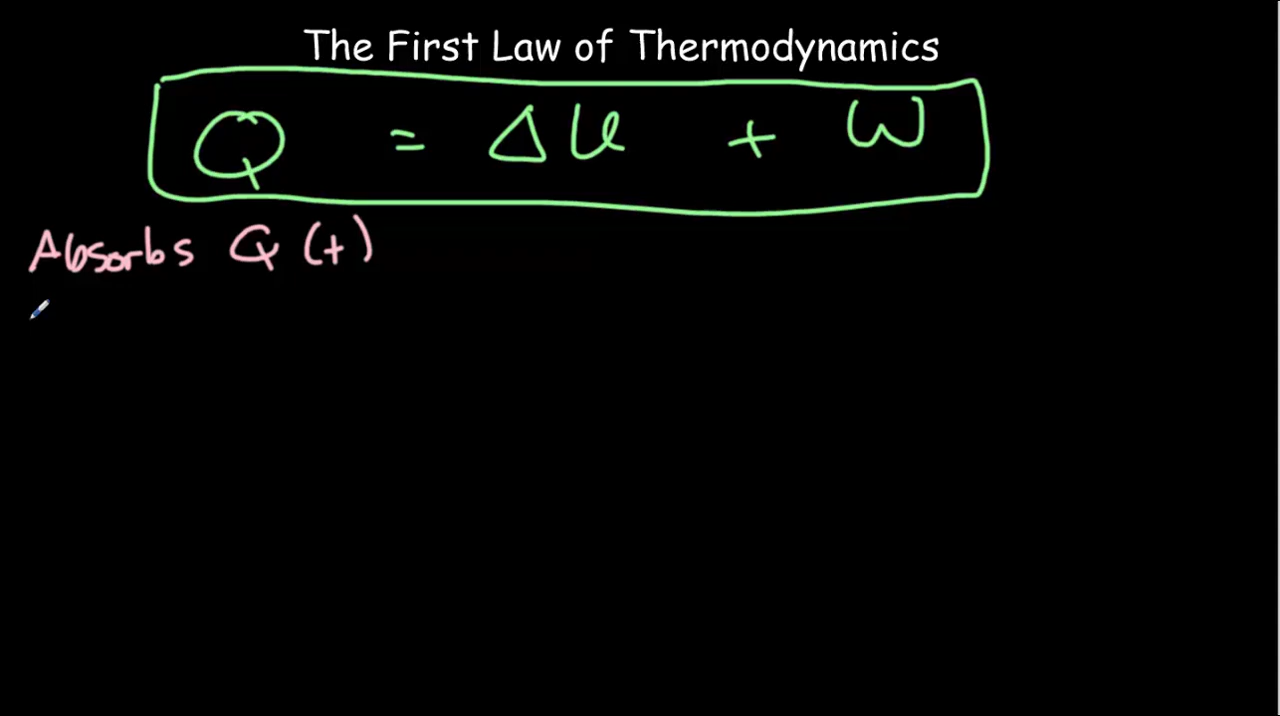 The First Law of Thermodynamics
Q = ΔU + W
Absorbs Q (+)